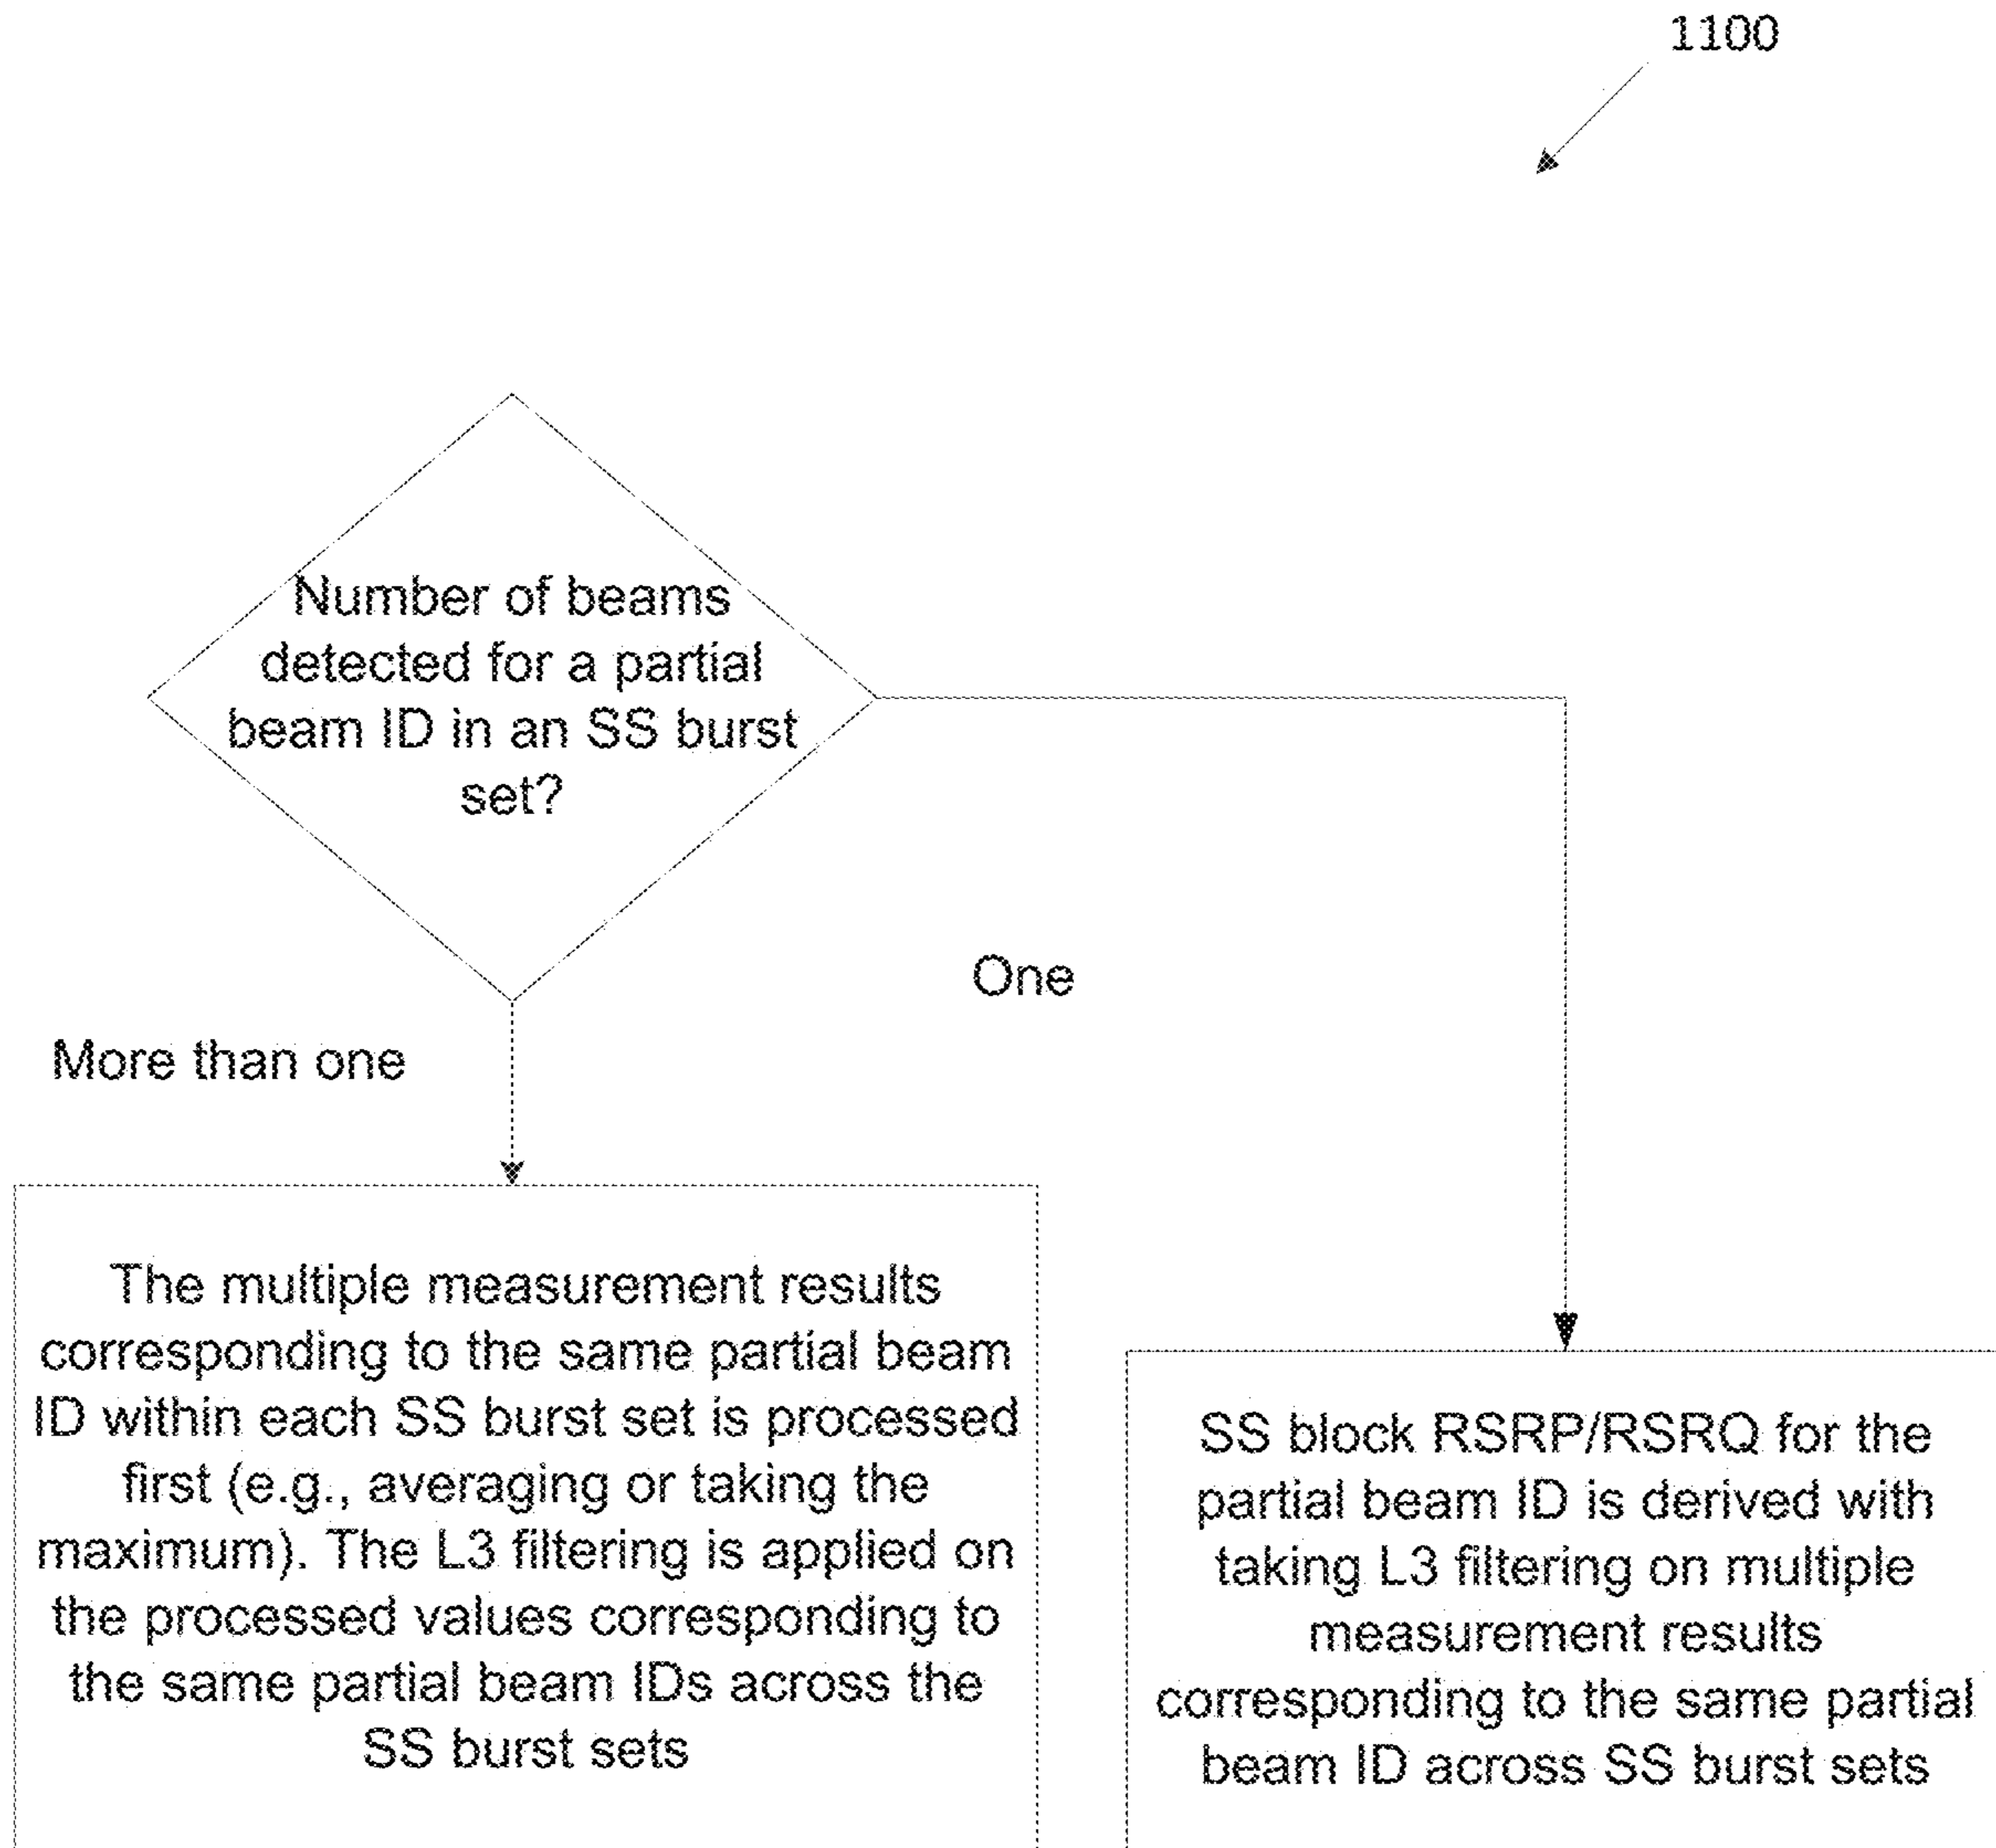 1100
Number of beams
detected for a partial
beam ID in an SS burst
set?
One
More than one
The multiple measurement results
corresponding to the same partial beam
ID within each SS burst set is processed
first (e.g., averaging or taking the
maximum). The L3 filtering is applied on
the processed values corresponding to
the same partial beam IDs across the
SS burst sets
SS block RSRP/RSRQ for the
partial beam ID is derived with
taking L3 filtering on multiple
measurement results
corresponding to the same partial
beam ID across SS burst sets